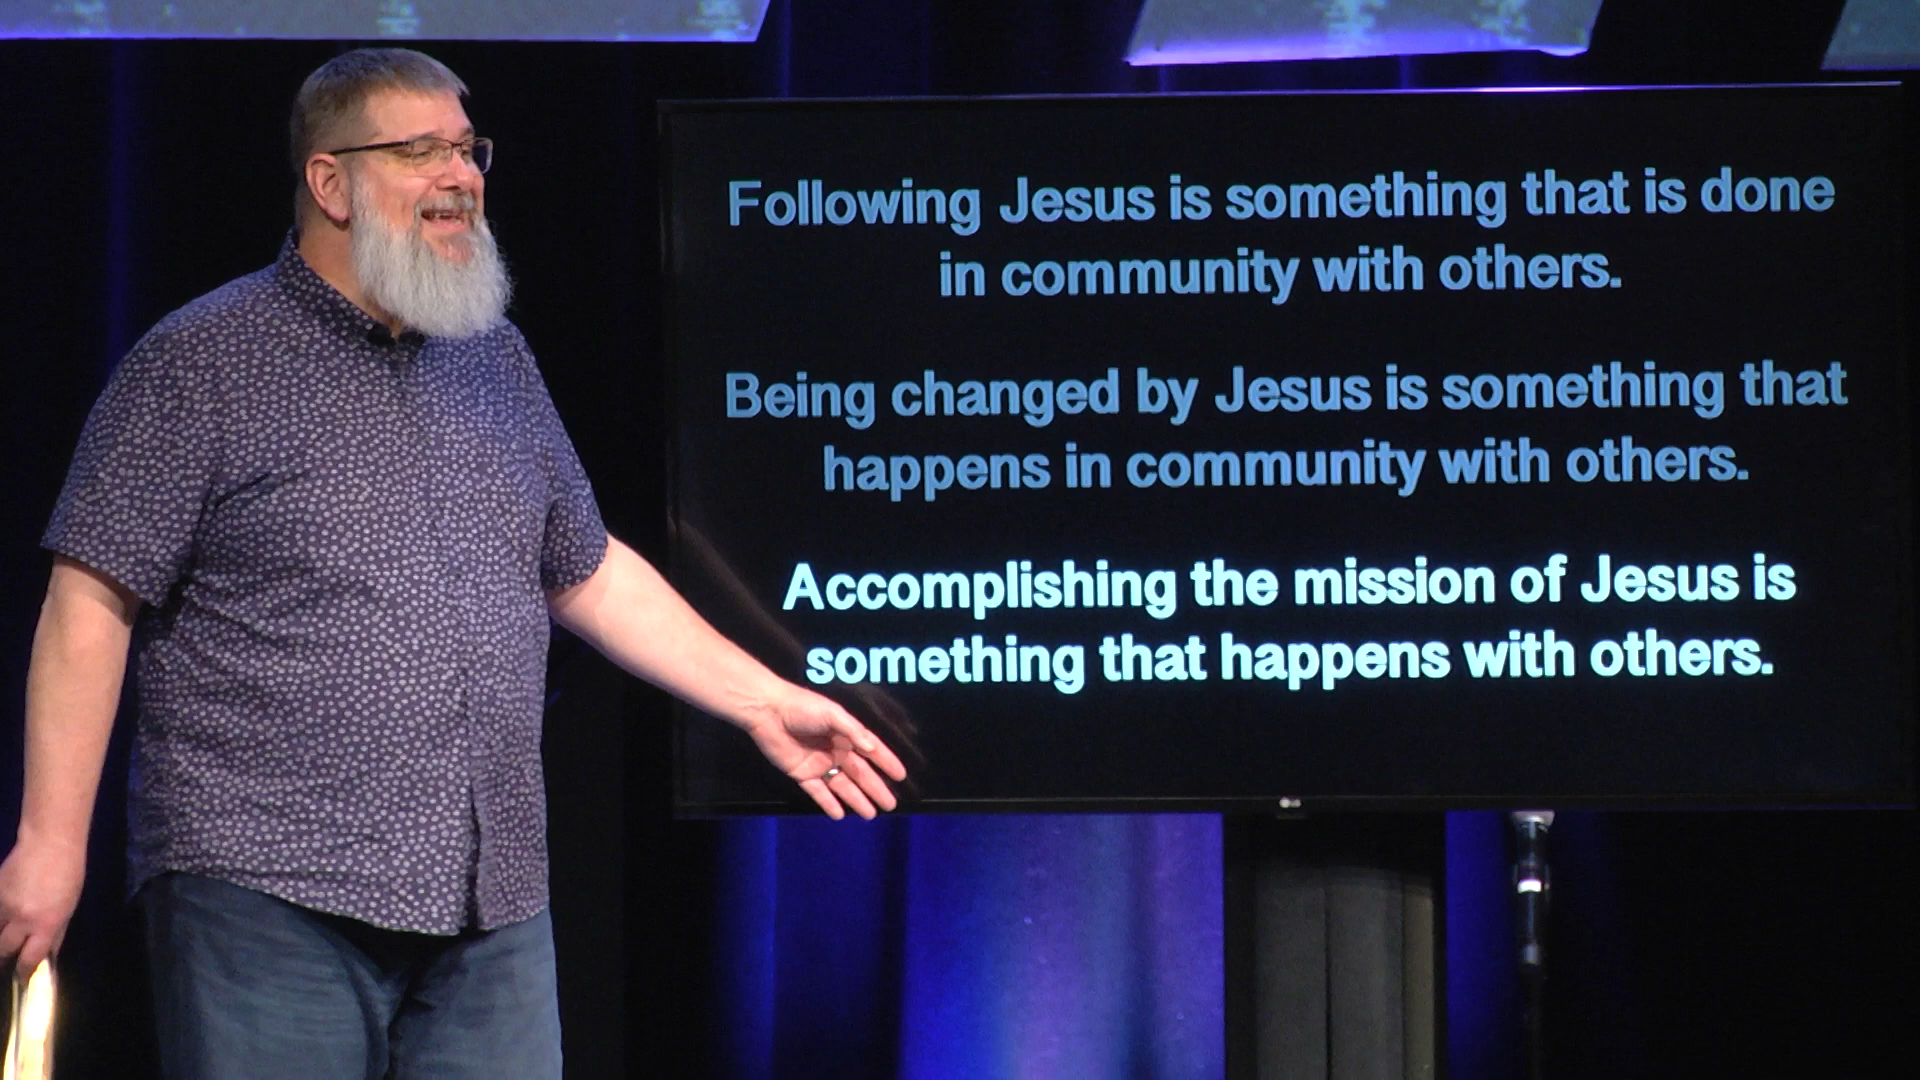 Following Jesus is something that is done
in community with others.
Being changed by Jesus is something that
happens in community with others.
Accomplishing the mission of Jesus is
something that happens with others.